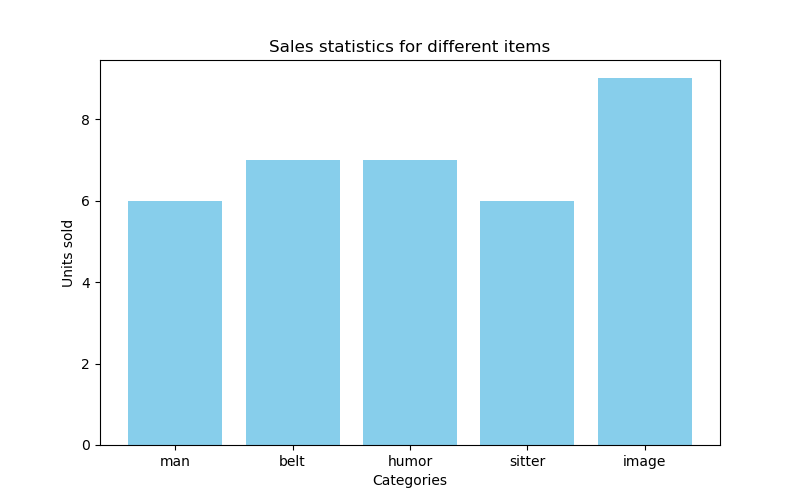 Sales statistics for different items
Units sold
8
6
4
2
0
man belt humor sitter image
Categories